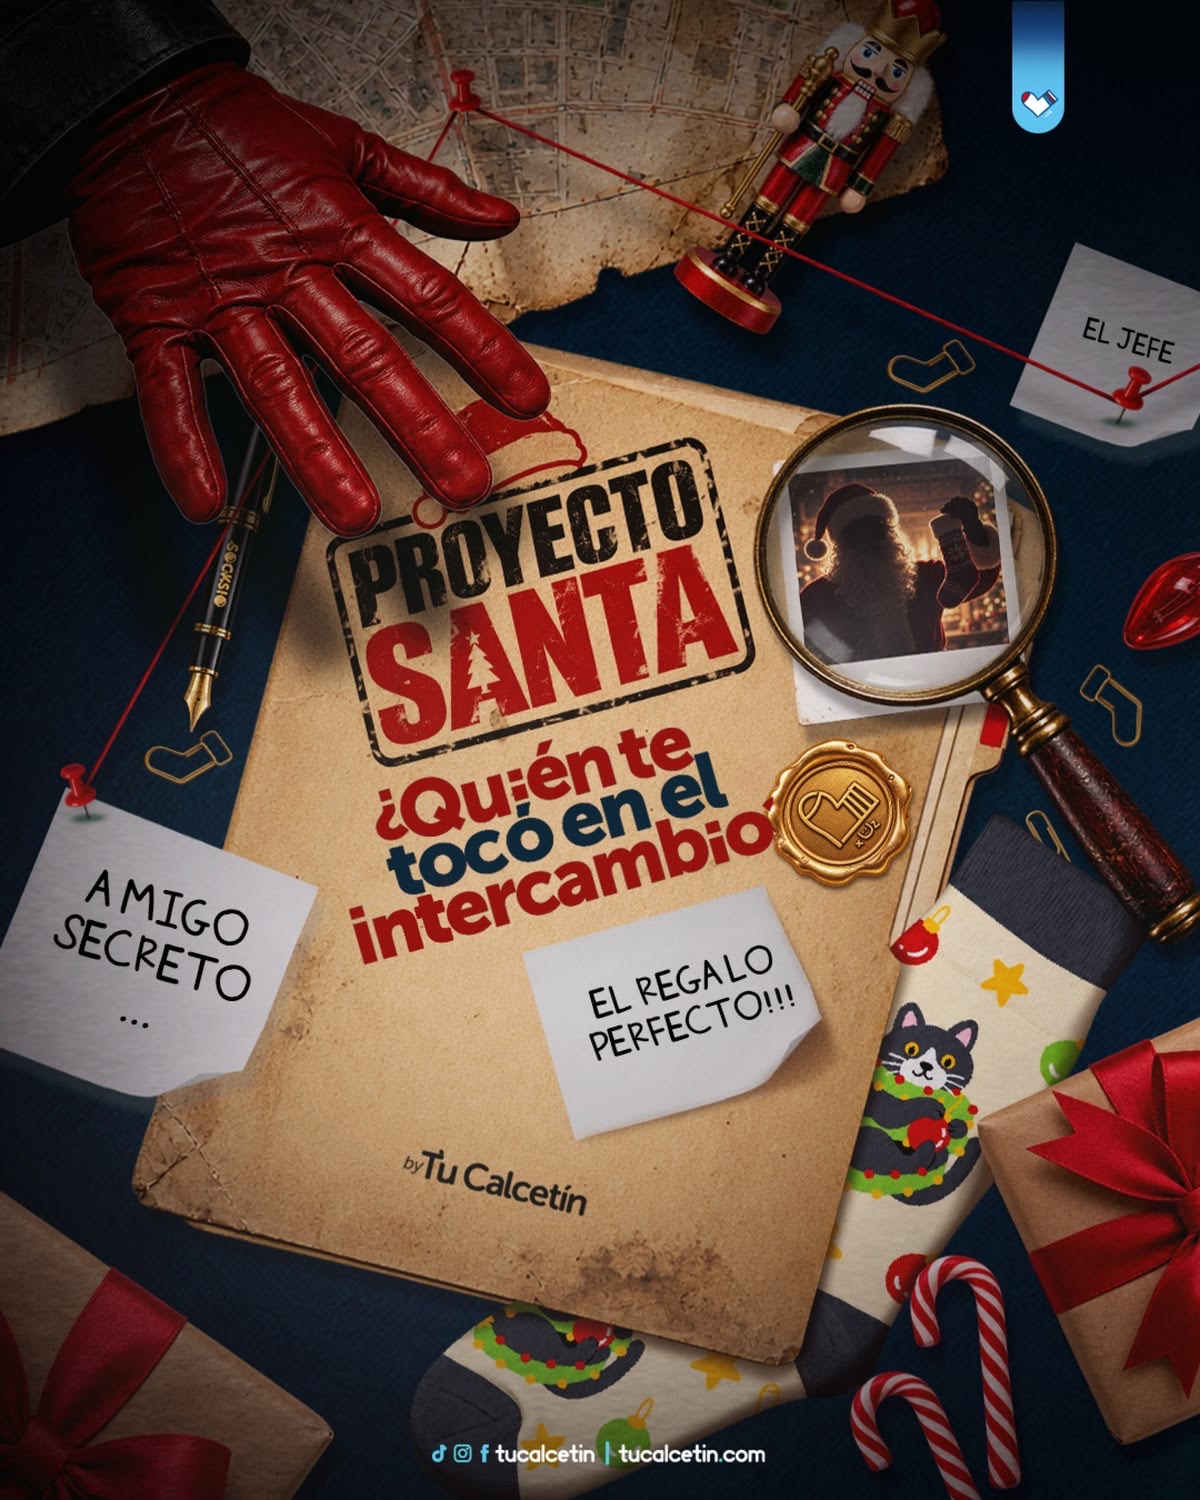 EL JEFE
PROYECTO
SANTA
SOCKSIO
¿Quién te
tocó en el
intercambio
AMIGO
SECRETO
...
EL REGALO
PERFECTO!!!
by Tu Calcetín
tucalcetin | tucalcetin.com